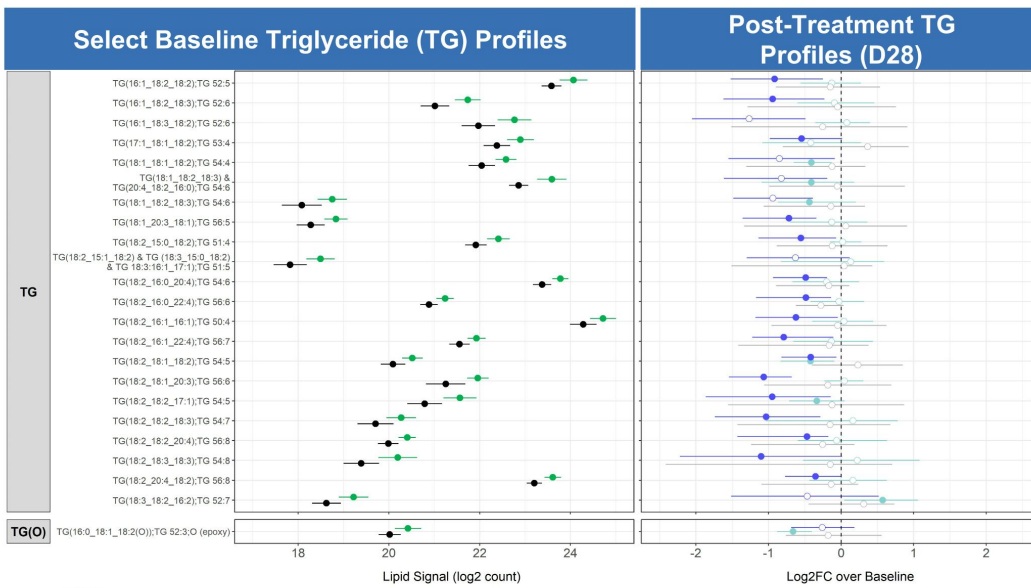 Select Baseline Triglyceride (TG) Profiles
Post-Treatment TG
Profiles (D28)
TG
TG(16:1_18:2_18:2);TG 52:5
TG(16:1_18:2_18:3);TG 52:6
TG(16:1_18:3_18:2);TG 52:6
TG(17:1_18:1_18:2);TG 53:4
TG(18:1_18:1_18:2);TG 54:4
TG(18:1_18:2_18:3) &
TG(20:4_18:2_16:0);TG 54:6
TG(18:1_18:2_18:3);TG 54:6
TG(18:1_20:3_18:1);TG 56:5
TG(18:2_15:0_18:2);TG 51:4
TG(18:2_15:1_18:2) & TG (18:3_15:0_18:2)
& TG 18:3:16:1_17:1);TG 51:5
TG(18:2_16:0_20:4);TG 54:6
TG(18:2_16:0_22:4);TG 56:6
TG(18:2_16:1_16:1);TG 50:4
TG(18:2_16:1_22:4);TG 56:7
TG(18:2_18:1_18:2);TG 54:5
TG(18:2_18:1_20:3);TG 56:6
TG(18:2_18:2_17:1);TG 54:5
TG(18:2_18:2_18:3);TG 54:7
TG(18:2_18:2_20:4);TG 56:8
TG(18:2_18:3_18:3);TG 54:8
TG(18:2_20:4_18:2);TG 56:8
TG(18:3_18:2_16:2);TG 52:7
TG(O)
TG(16:0_18:1_18:2(O));TG 52:3;O (epoxy)
18 20 22 24
-2 -1 0 1 2
Lipid Signal (log2 count)
Log2FC over Baseline